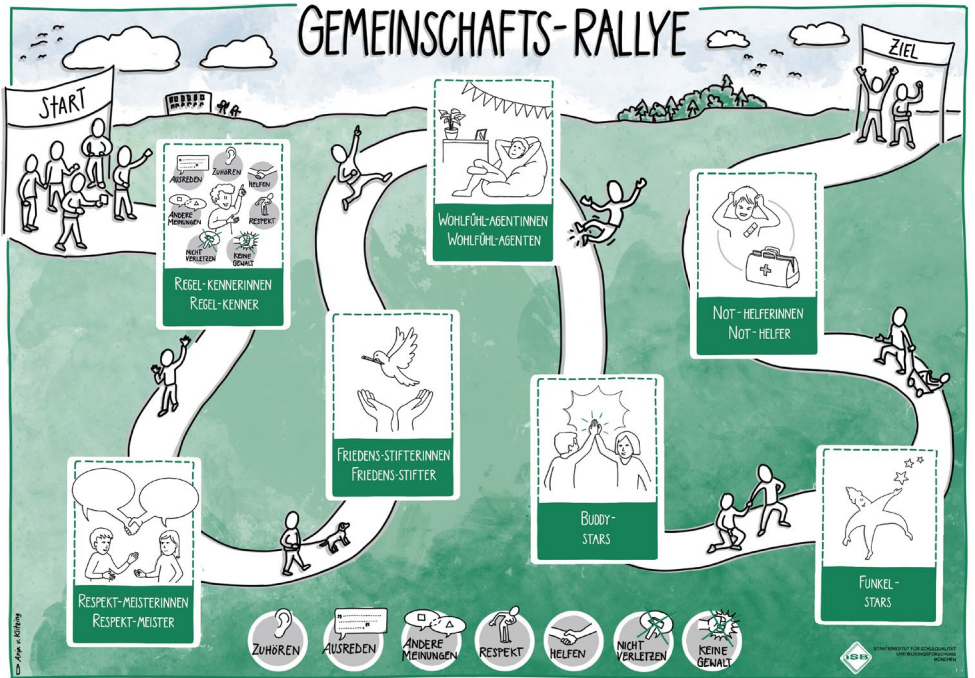 GEMEINSCHAFTS-RALLYE
START
ZIEL
AUSREDEN
ZUHÖREN
HELFEN
ANDERE
MEINUNGEN
RESPEKT
NICHT
VERLETZEN
KEINE
GEWALT
REGEL-KENNERINNEN
REGEL-KENNER
WOHLFÜHL-AGENTINNEN
WOHLFÜHL-AGENTEN
NOT-HELFERINNEN
NOT-HELFER
FRIEDENS-STIFTERINNEN
FRIEDENS-STIFTER
BUDDY-
STARS
FUNKEL-
STARS
RESPEKT-MEISTERINNEN
RESPEKT-MEISTER
ZUHÖREN
AUSREDEN
ANDERE
MEINUNGEN
RESPEKT
HELFEN
NICHT
VERLETZEN
KEINE
GEWALT
Anja v. Klitzing
ISB
STAATSINSTITUT FÜR SCHULQUALITÄT
UND BILDUNGSFORSCHUNG
MÜNCHEN